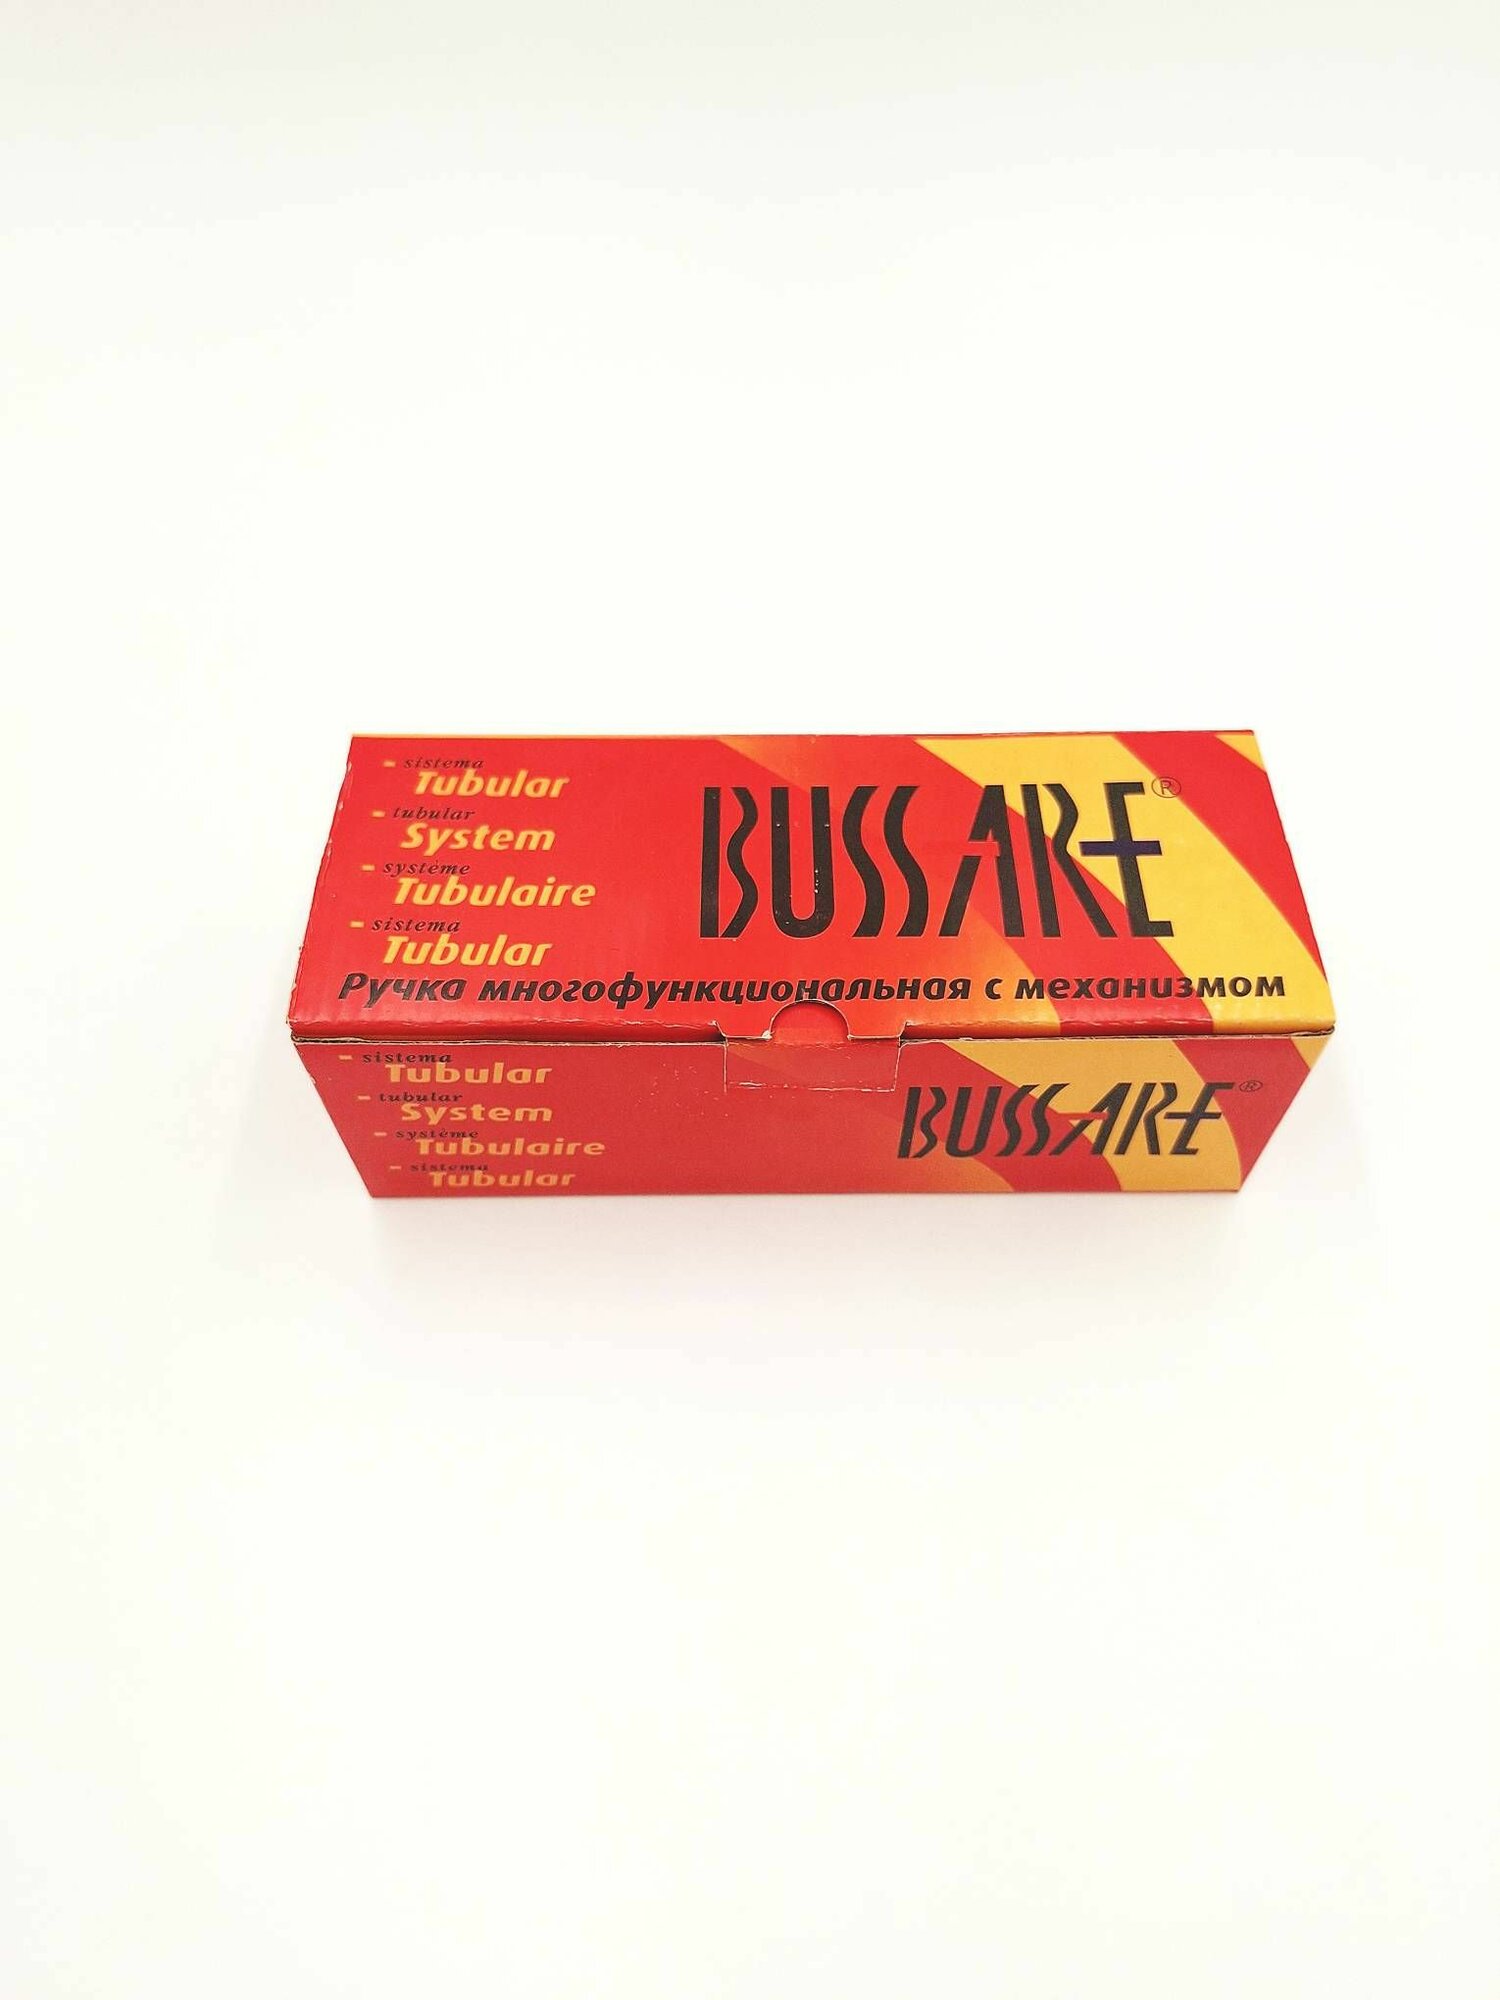 - sistema
Tubular
- tubular
System
- système
Tubulaire
- sistema
Tubular
BUSSARE®
Ручка многофункциональная с механизмом
- sistema
Tubular
- tubular
System
- système
Tubulaire
- sistema
Tubular
BUSSARE®